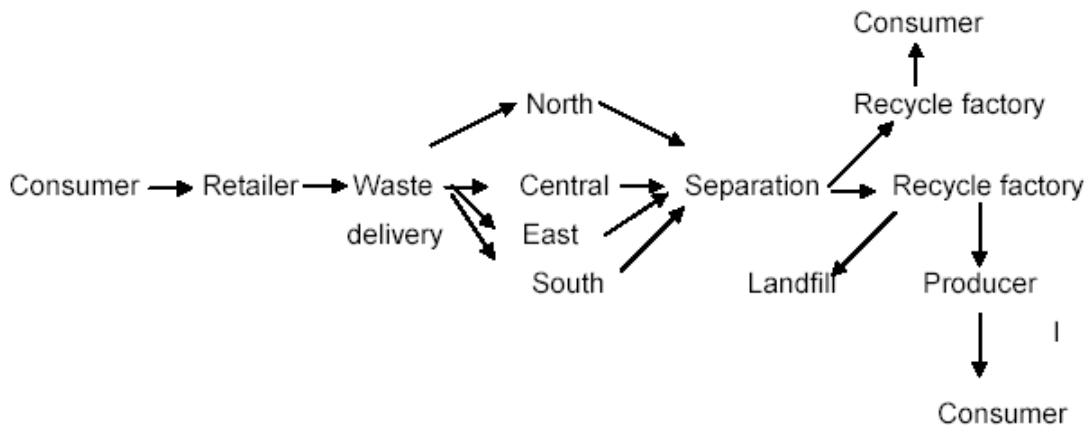 Consumer
North
Recycle factory
Consumer Retailer Waste Central Separation Recycle factory
delivery East
South Landfill Producer
I
Consumer